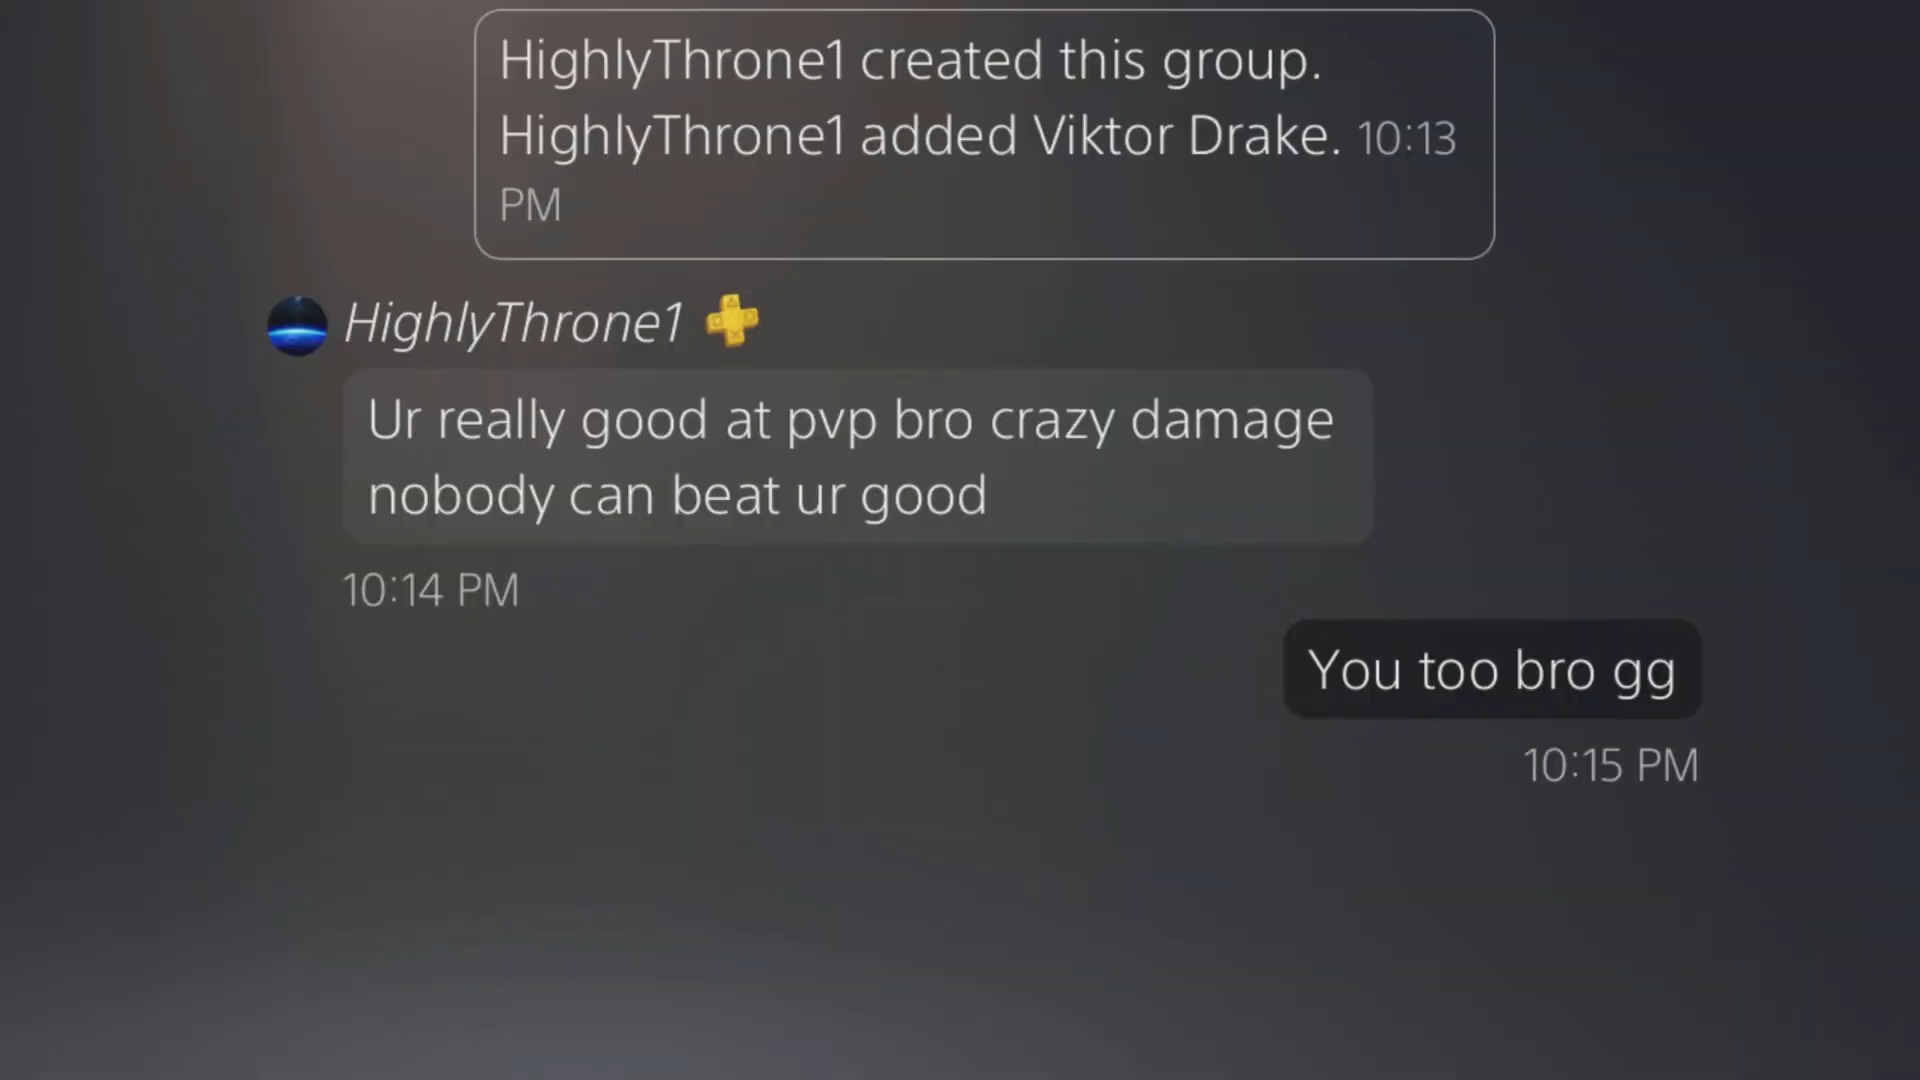 HighlyThrone1 created this group.
HighlyThrone1 added Viktor Drake. 10:13
PM
HighlyThrone1
Ur really good at pvp bro crazy damage
nobody can beat ur good
10:14 PM
You too bro gg
10:15 PM